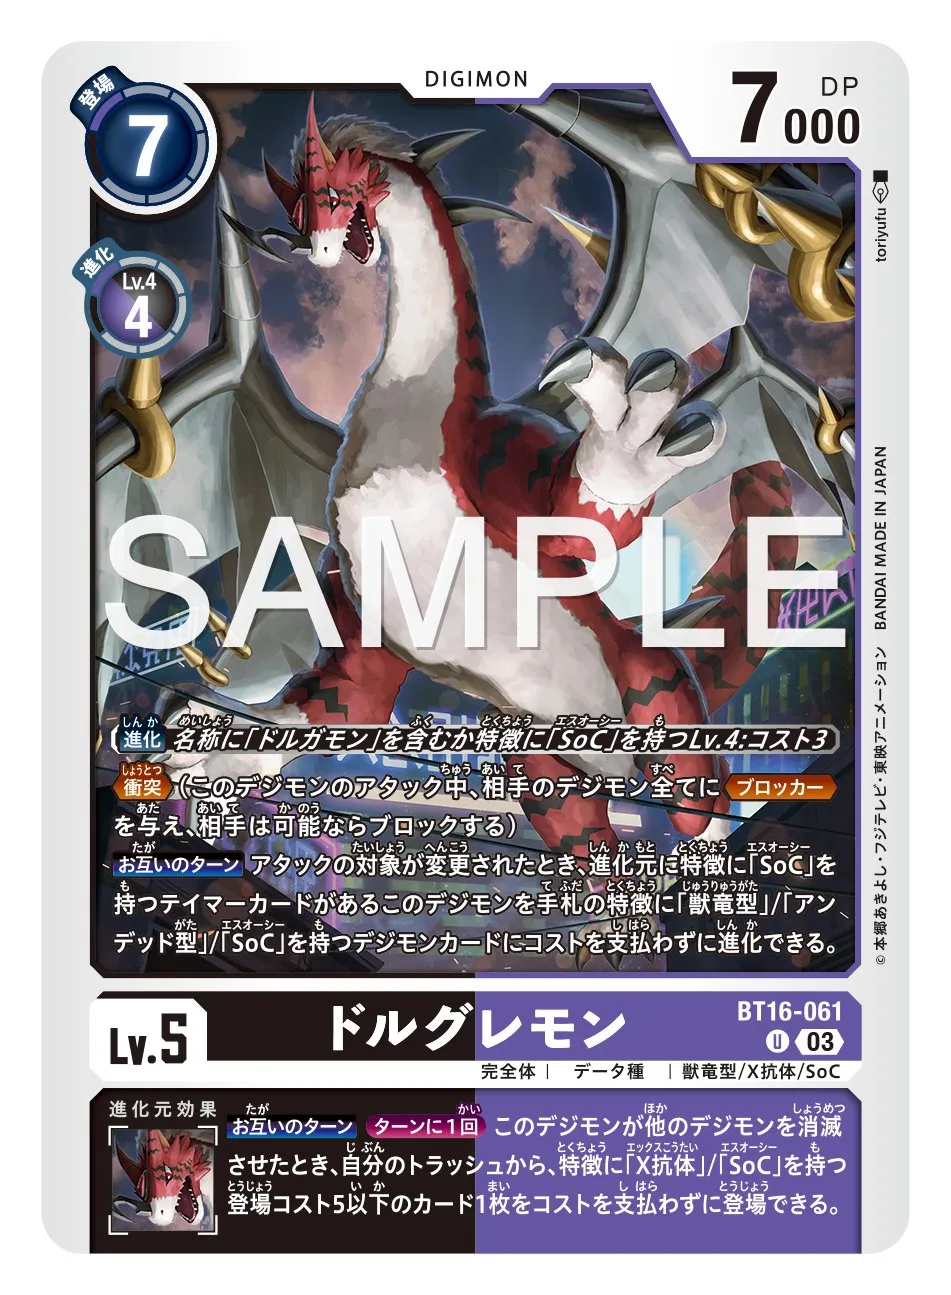 DIGIMON
登場
7
7000
DP
進化
Lv.4
4
toriyufu
©本郷あきよし・フジテレビ・東映アニメーション BANDAI MADE IN JAPAN
SAMPLE
進化 名称に「ドルガモン」を含むか特徴に「SoC」を持つLv.4:コスト3
衝突 (このデジモンのアタック中、相手のデジモン全てに ブロッカー
を与え、相手は可能ならブロックする)
お互いのターン アタックの対象が変更されたとき、進化元に特徴に「SoC」を
持つテイマーカードがあるこのデジモンを手札の特徴に「獣竜型」/「アン
デッド型」/「SoC」を持つデジモンカードにコストを支払わずに進化できる。
Lv.5
ドルグレモン
BT16-061
U 03
完全体 | データ種 | 獣竜型/X抗体/SoC
進化元効果
お互いのターン ターンに1回 このデジモンが他のデジモンを消滅
させたとき、自分のトラッシュから、特徴に「X抗体」/「SoC」を持つ
登場コスト5以下のカード1枚をコストを支払わずに登場できる。